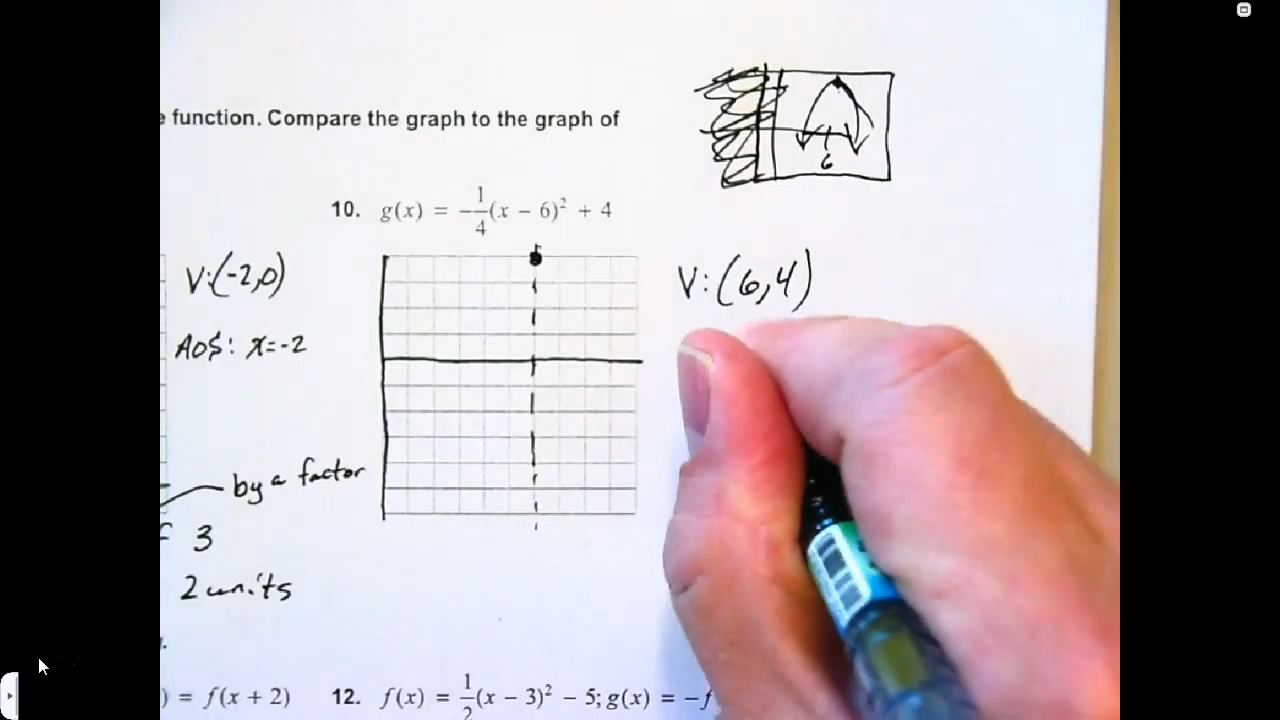 function. Compare the graph to the graph of
6
10. g(x) = -1/4(x - 6)² + 4
V:(-2,0)
V:(6,4)
AOS: x=-2
by a factor
3
2 units
) = f(x + 2)
12. f(x) = 1/2(x - 3)² - 5; g(x) = -f